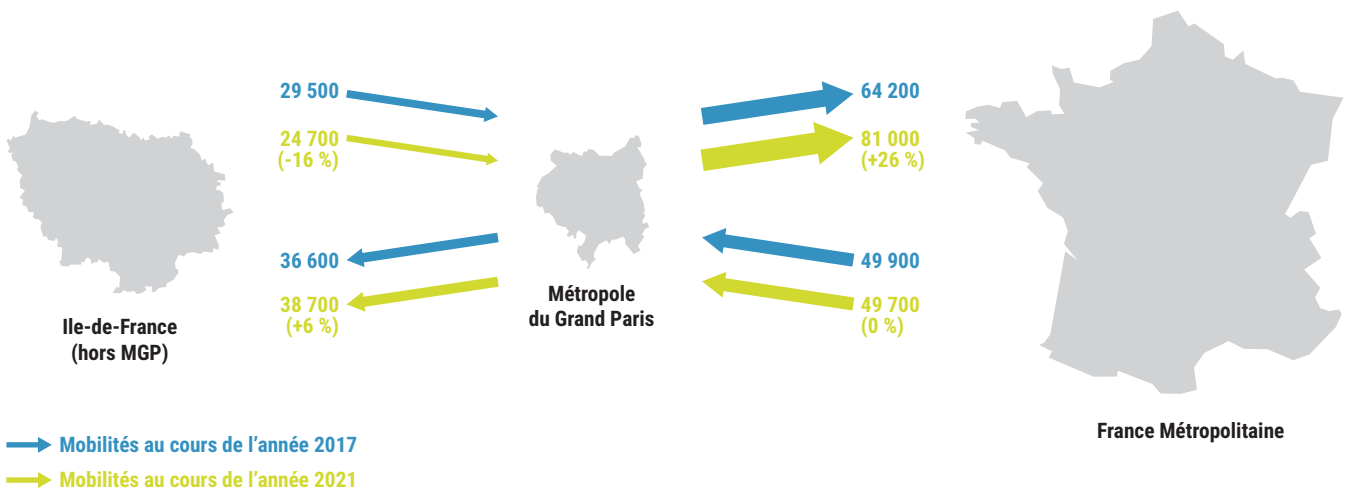 29 500
24 700
(-16 %)
36 600
38 700
(+6 %)
64 200
81 000
(+26 %)
49 900
49 700
(0 %)
Ile-de-France
(hors MGP)
Métropole
du Grand Paris
France Métropolitaine
Mobilités au cours de l’année 2017
Mobilités au cours de l’année 2021